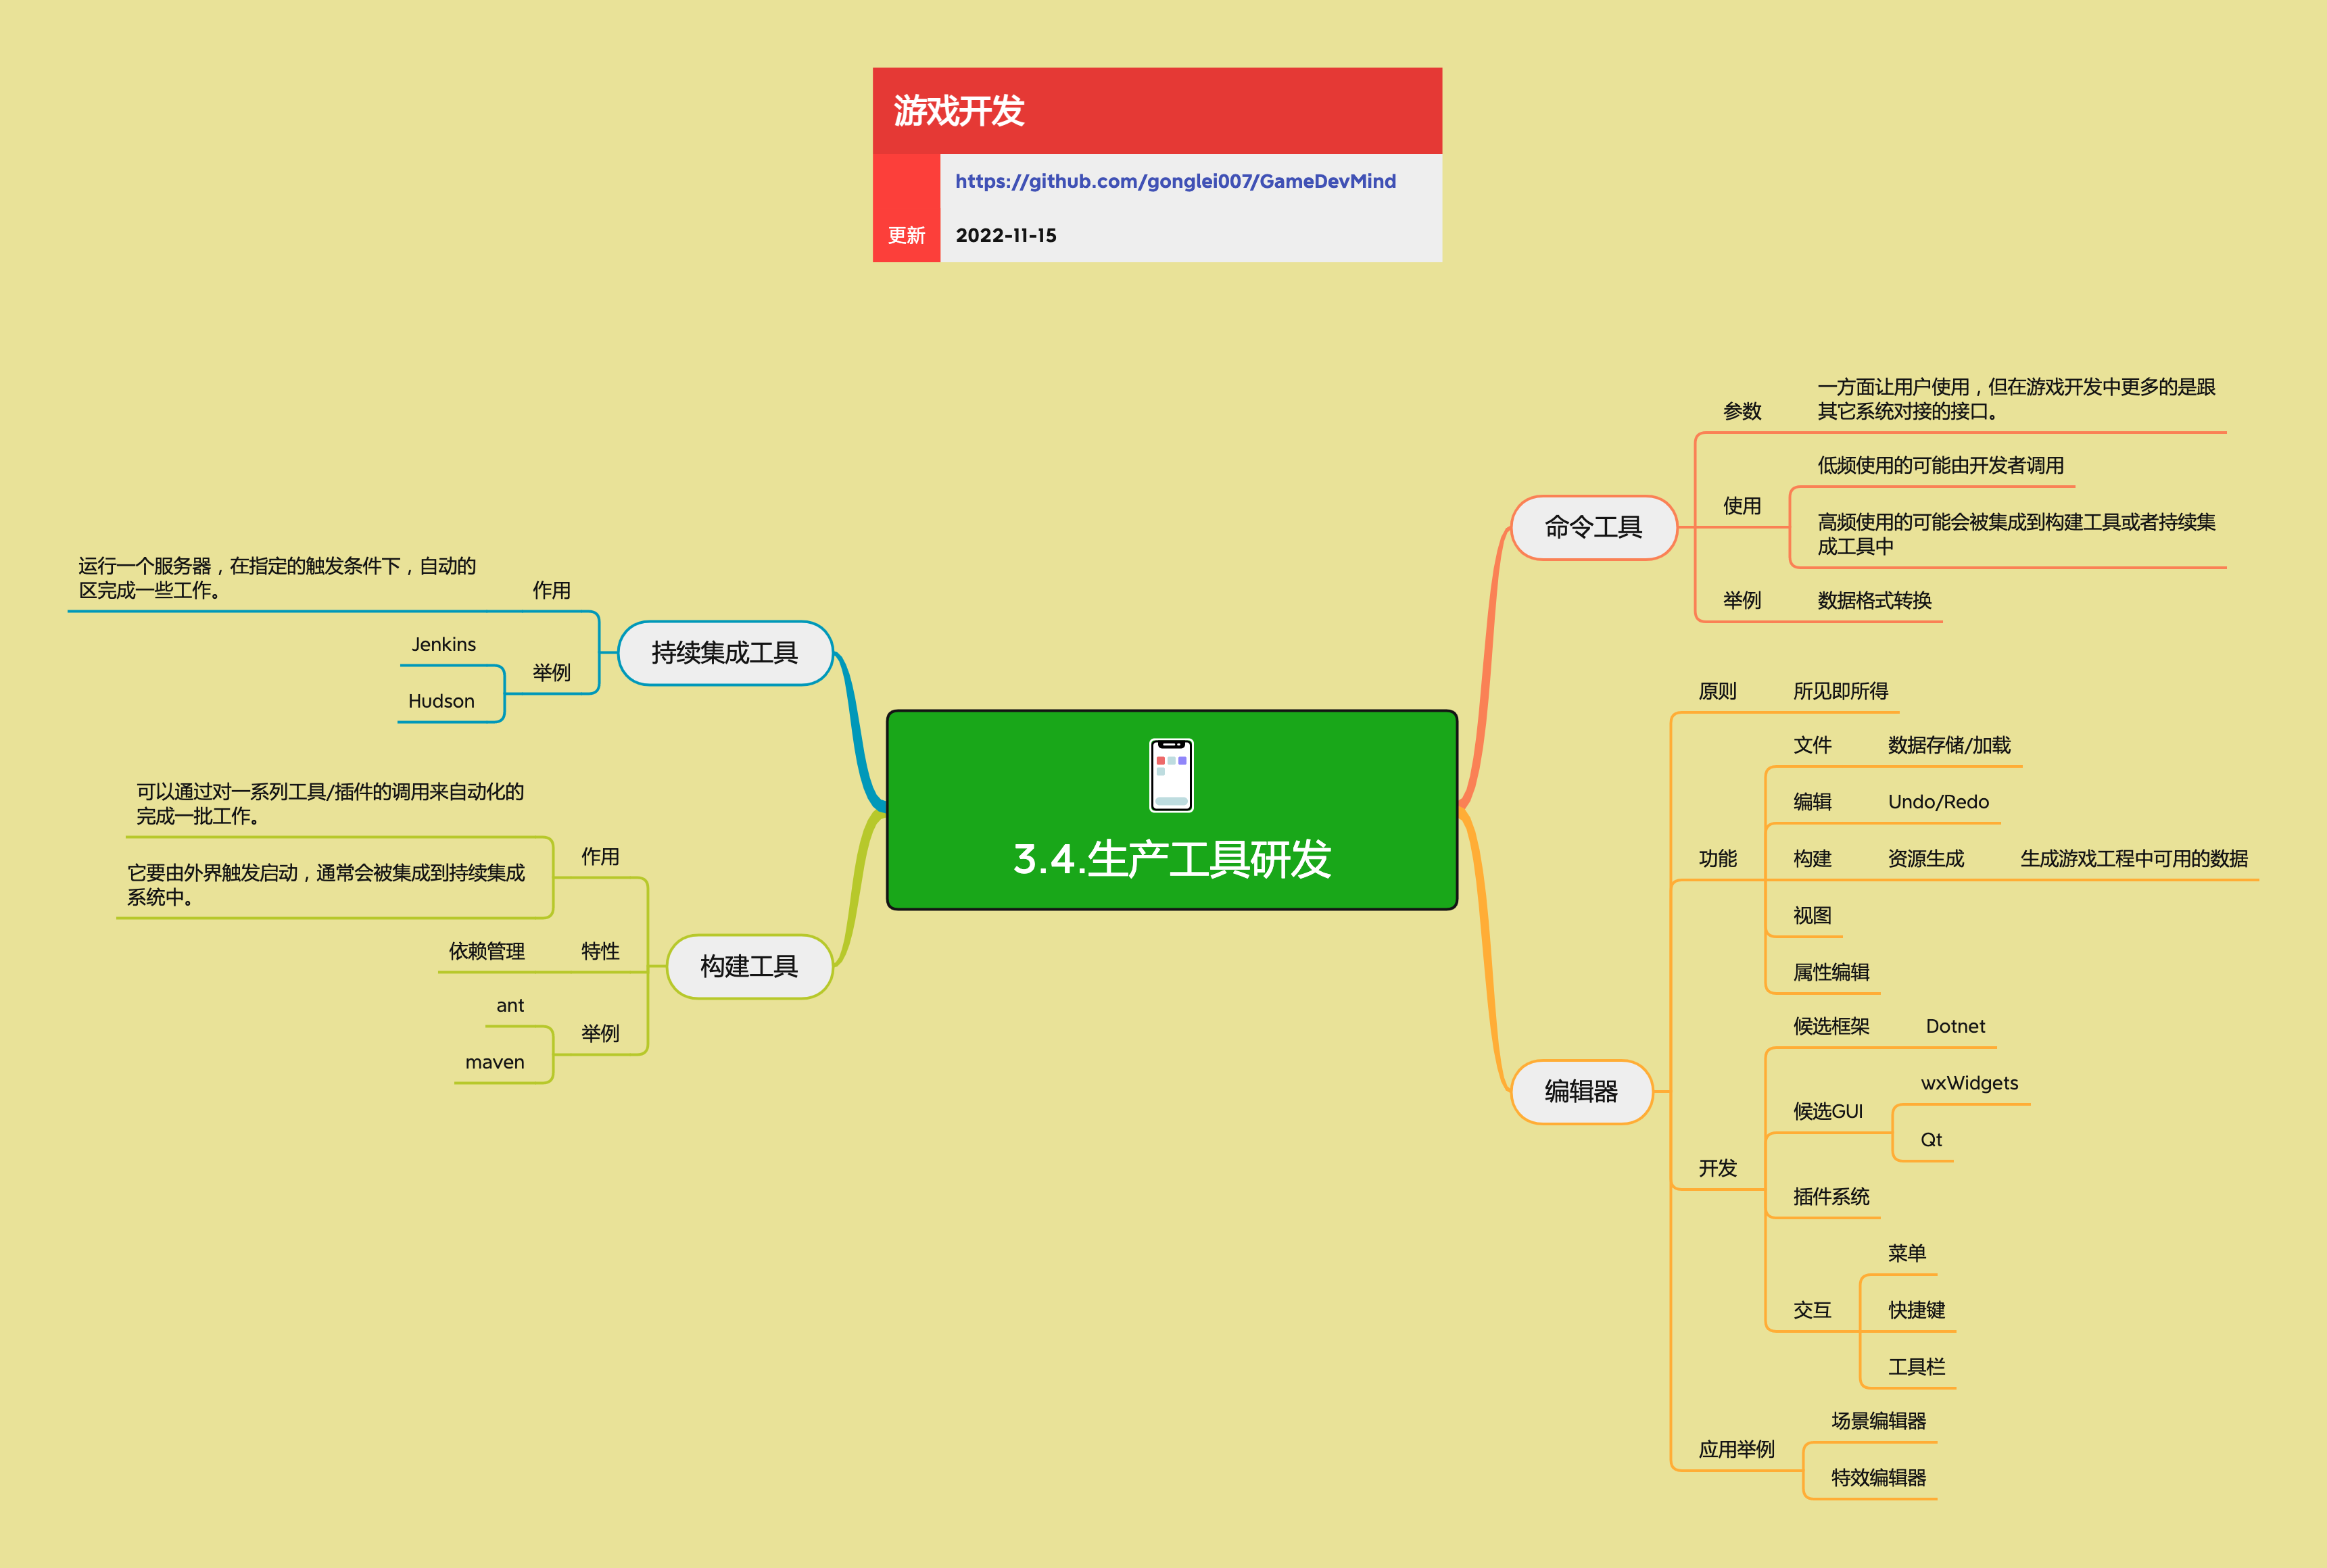 游戏开发
https://github.com/gonglei007/GameDevMind
更新
2022-11-15
3.4.生产工具研发
命令工具
参数
一方面让用户使用，但在游戏开发中更多的是跟
其它系统对接的接口。
使用
低频使用的可能由开发者调用
高频使用的可能会被集成到构建工具或者持续集
成工具中
举例
数据格式转换
编辑器
原则
所见即所得
功能
文件
数据存储/加载
编辑
Undo/Redo
构建
资源生成
生成游戏工程中可用的数据
视图
属性编辑
开发
候选框架
Dotnet
候选GUI
wxWidgets
Qt
插件系统
交互
菜单
快捷键
工具栏
应用举例
场景编辑器
特效编辑器
持续集成工具
作用
运行一个服务器，在指定的触发条件下，自动的
区完成一些工作。
举例
Jenkins
Hudson
构建工具
作用
可以通过对一系列工具/插件的调用来自动化的
完成一批工作。
它要由外界触发启动，通常会被集成到持续集成
系统中。
特性
依赖管理
举例
ant
maven